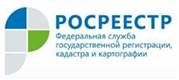 РОСРЕЕСТР
Федеральная служба
государственной регистрации,
кадастра и картографии